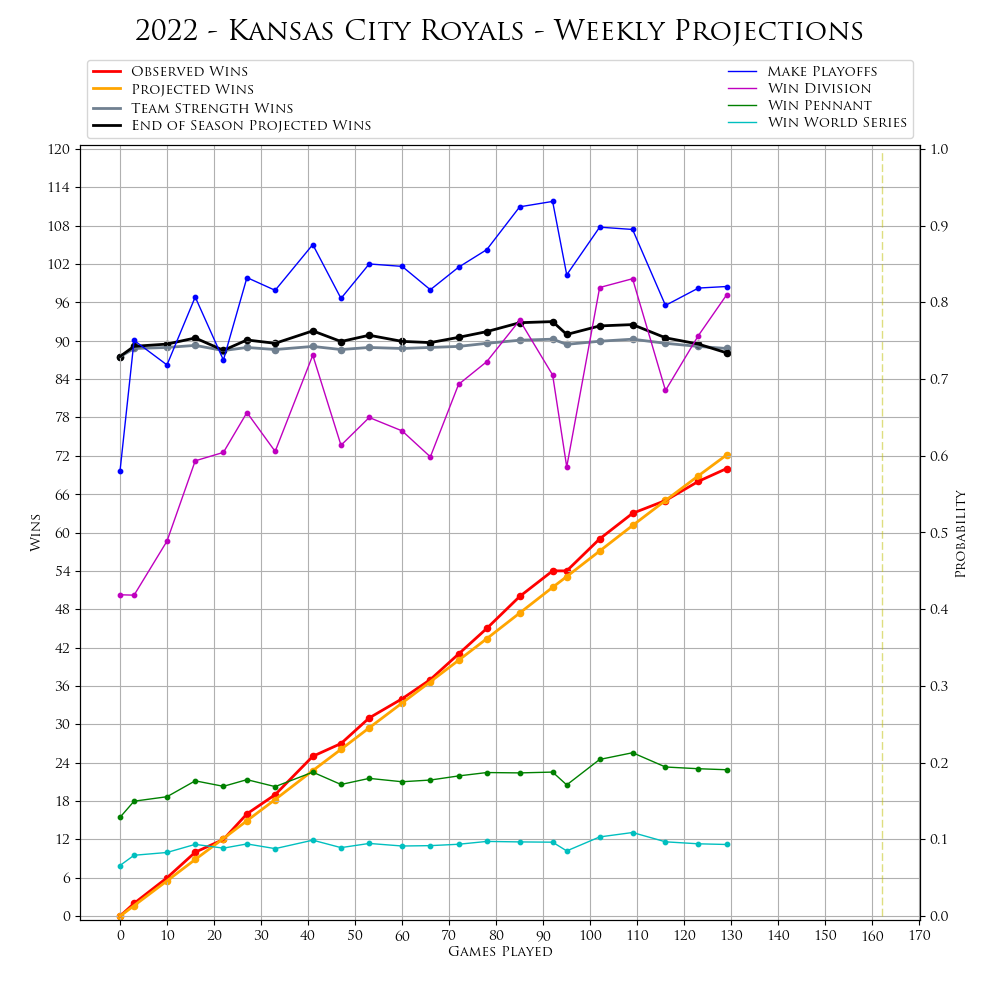 2022 - Kansas City Royals - Weekly Projections
Observed Wins
Projected Wins
Team Strength Wins
End of Season Projected Wins
Make Playoffs
Win Division
Win Pennant
Win World Series
120
114
108
102
96
90
84
78
72
66
60
54
48
42
36
30
24
18
12
6
0
Wins
1.0
0.9
0.8
0.7
0.6
0.5
0.4
0.3
0.2
0.1
0.0
Probability
0 10 20 30 40 50 60 70 80 90 100 110 120 130 140 150 160 170
Games Played